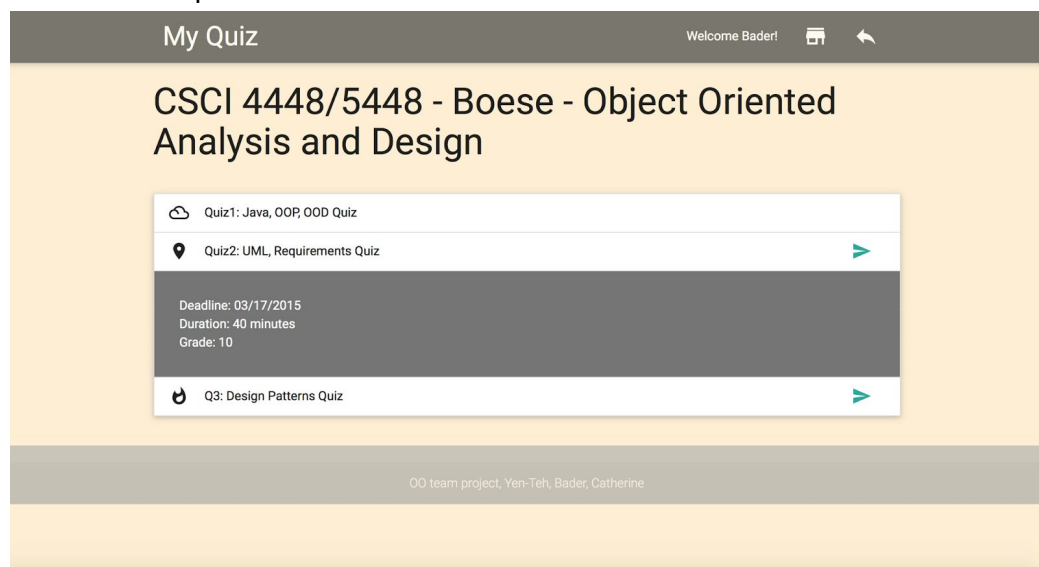 My Quiz
Welcome Bader!
CSCI 4448/5448 - Boese - Object Oriented
Analysis and Design
Quiz1: Java, OOP, OOD Quiz
Quiz2: UML, Requirements Quiz
Deadline: 03/17/2015
Duration: 40 minutes
Grade: 10
Q3: Design Patterns Quiz
OO team project, Yen-Teh, Bader, Catherine